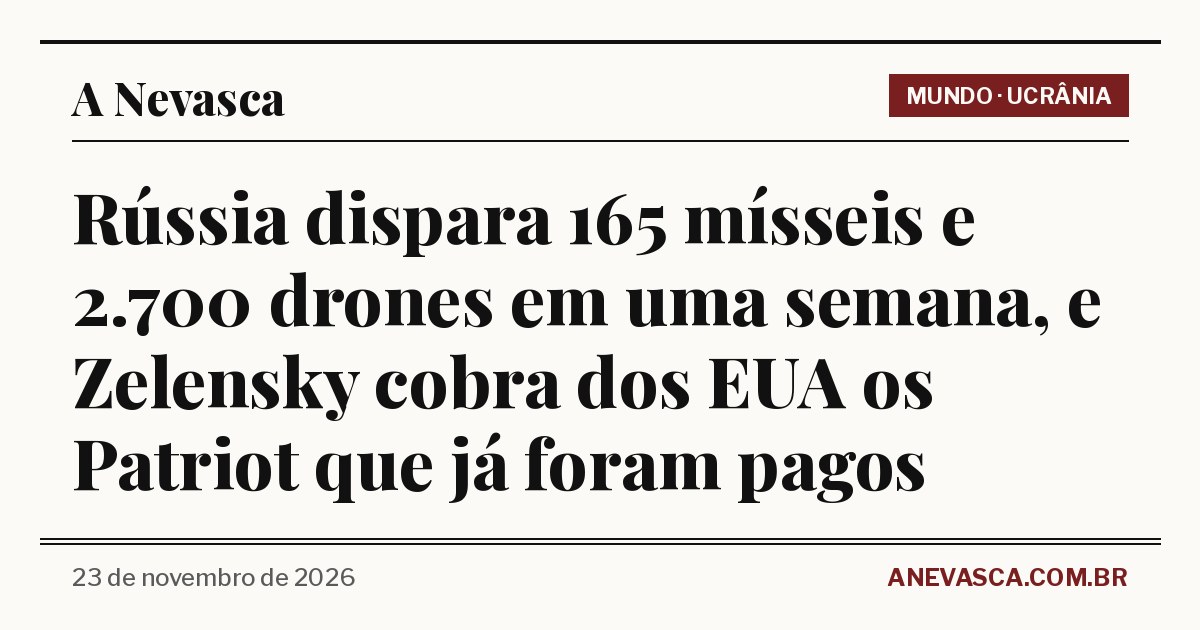 A Nevasca
MUNDO · UCRÂNIA
Rússia dispara 165 mísseis e
2.700 drones em uma semana, e
Zelensky cobra dos EUA os
Patriot que já foram pagos
23 de novembro de 2026
ANEVASCA.COM.BR